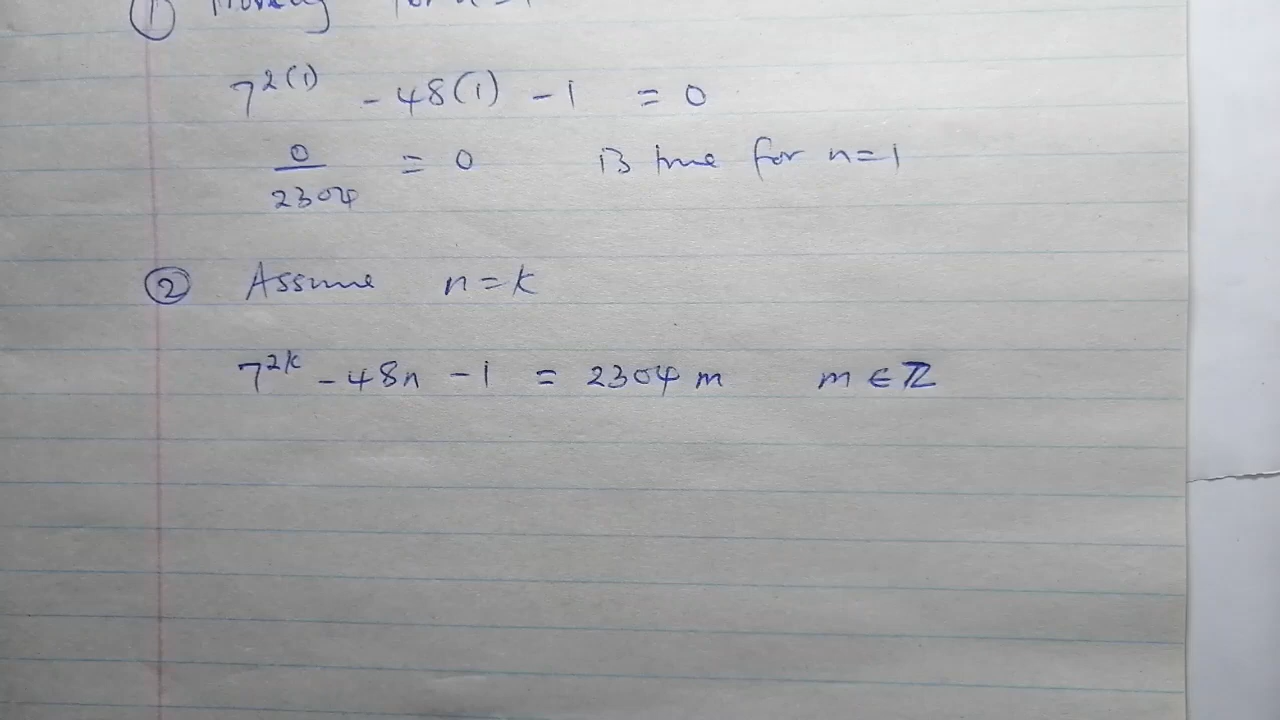 ①
7^2(1) - 48(1) - 1 = 0
0/2304 = 0 is true for n=1
② Assume n=k
7^2k - 48n - 1 = 2304 m m ∈ ℤ